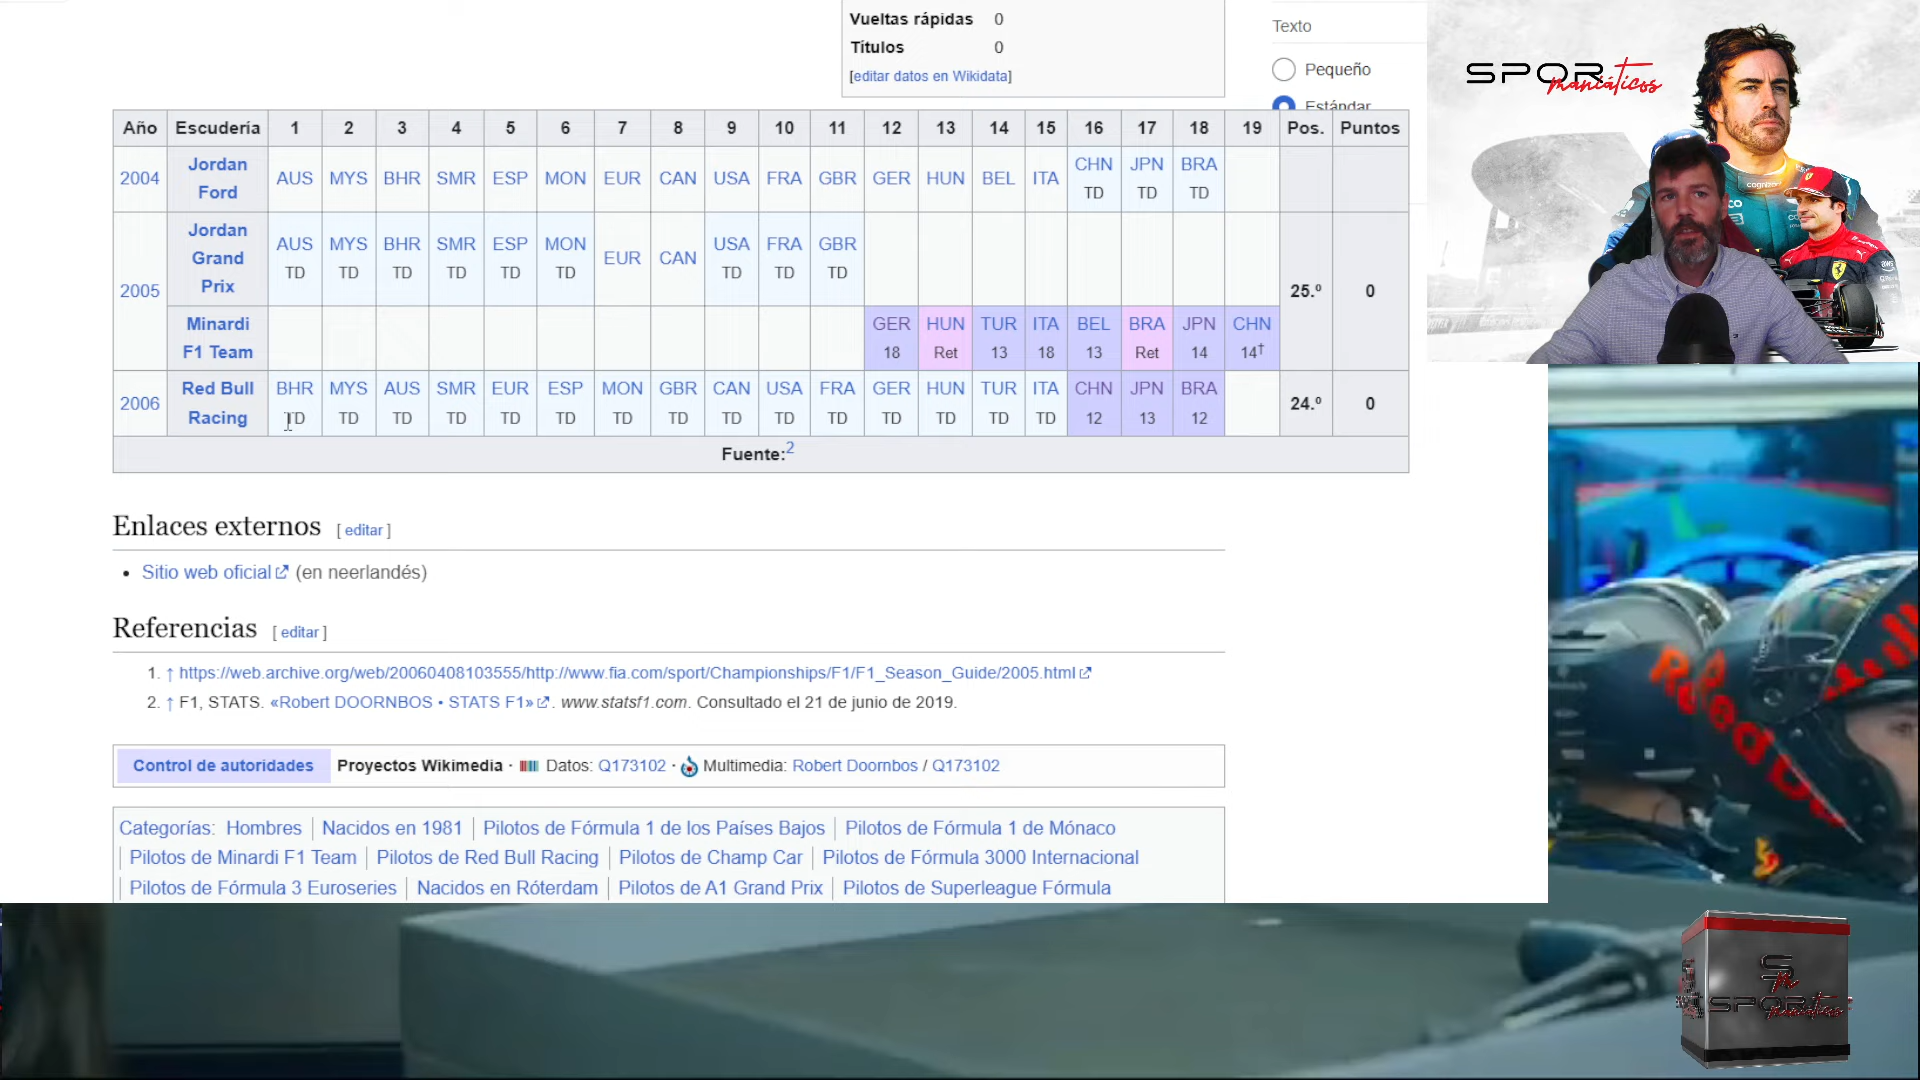 Vueltas rápidas 0
Títulos 0
[editar datos en Wikidata]
Texto
Pequeño
Estándar
SPOR
maniáticos
Año Escudería 1 2 3 4 5 6 7 8 9 10 11 12 13 14 15 16 17 18 19 Pos. Puntos
2004 Jordan Ford AUS MYS BHR SMR ESP MON EUR CAN USA FRA GBR GER HUN BEL ITA CHN TD JPN TD BRA TD
2005 Jordan Grand Prix AUS TD MYS TD BHR TD SMR TD ESP TD MON TD EUR CAN USA TD FRA TD GBR TD 25.º 0
Minardi F1 Team GER 18 HUN Ret TUR 13 ITA 18 BEL 13 BRA Ret JPN 14 CHN 14†
2006 Red Bull Racing BHR TD MYS TD AUS TD SMR TD EUR TD ESP TD MON TD GBR TD CAN TD USA TD FRA TD GER TD HUN TD TUR TD ITA TD CHN 12 JPN 13 BRA 12 24.º 0
Fuente:2
Enlaces externos [ editar ]
• Sitio web oficial (en neerlandés)
Referencias [ editar ]
1. ↑ https://web.archive.org/web/20060408103555/http://www.fia.com/sport/Championships/F1/F1_Season_Guide/2005.html
2. ↑ F1, STATS. «Robert DOORNBOS • STATS F1». www.statsf1.com. Consultado el 21 de junio de 2019.
Control de autoridades Proyectos Wikimedia · Datos: Q173102 · Multimedia: Robert Doornbos / Q173102
Categorías: Hombres | Nacidos en 1981 | Pilotos de Fórmula 1 de los Países Bajos | Pilotos de Fórmula 1 de Mónaco
| Pilotos de Minardi F1 Team | Pilotos de Red Bull Racing | Pilotos de Champ Car | Pilotos de Fórmula 3000 Internacional
| Pilotos de Fórmula 3 Euroseries | Nacidos en Róterdam | Pilotos de A1 Grand Prix | Pilotos de Superleague Fórmula
cognizant
aws